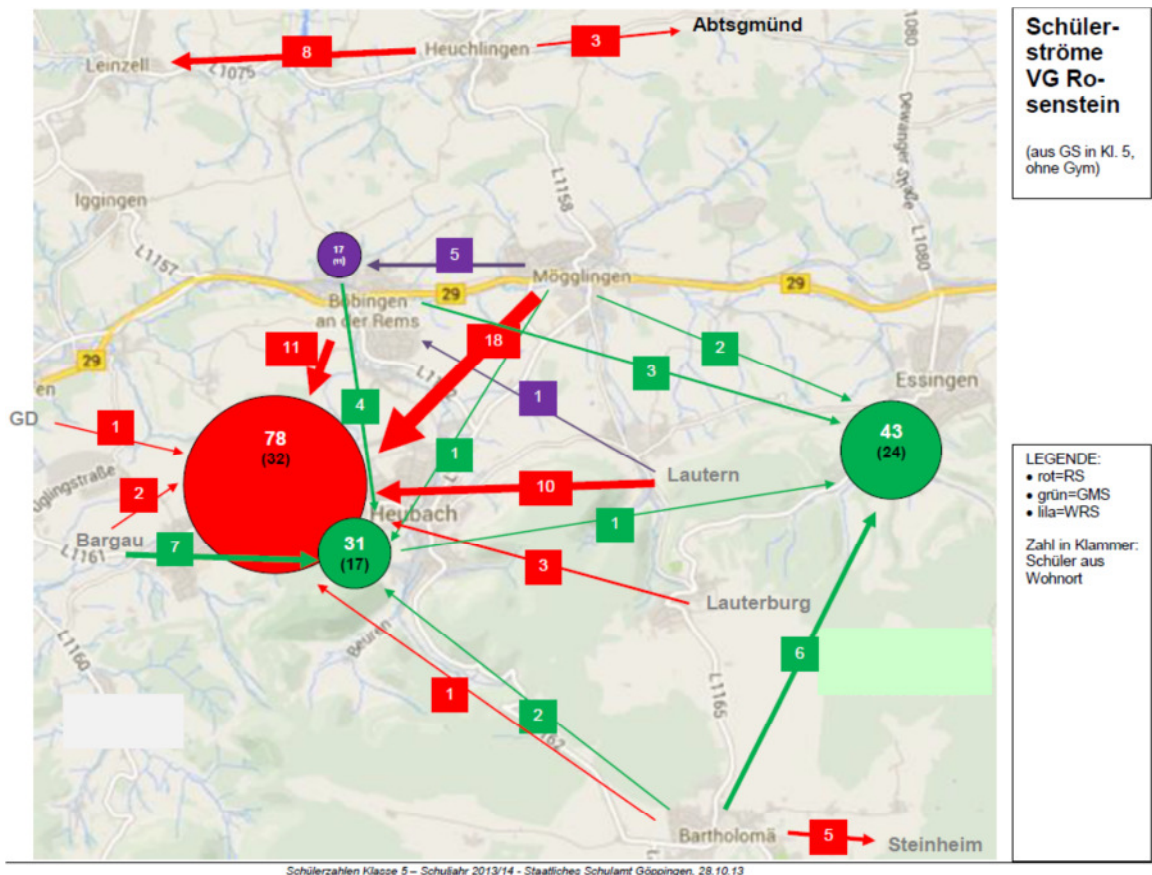 Schüler-
ströme
VG Ro-
senstein
(aus GS in Kl. 5,
ohne Gym)
Abtsgmünd
8
Heuchlingen
3
Leinzell
L1075
1080
Dewanger Straße
L1158
Iggingen
L1080
L1157
17
5
Mögglingen
29
29
Böbingen
an der Rems
11
18
2
29
3
Essingen
en
4
1
GD
1
78
(32)
1
43
(24)
Lautern
10
2
Heubach
Bargau
L1161
7
31
(17)
1
3
Lauterburg
Beuren
L1160
6
1
2
L1165
Bartholomä
5
Steinheim
LEGENDE:
• rot=RS
• grün=GMS
• lila=WRS
Zahl in Klammer:
Schüler aus
Wohnort
Schülerzahlen Klasse 5 – Schuljahr 2013/14 - Staatliches Schulamt Göppingen, 28.10.13